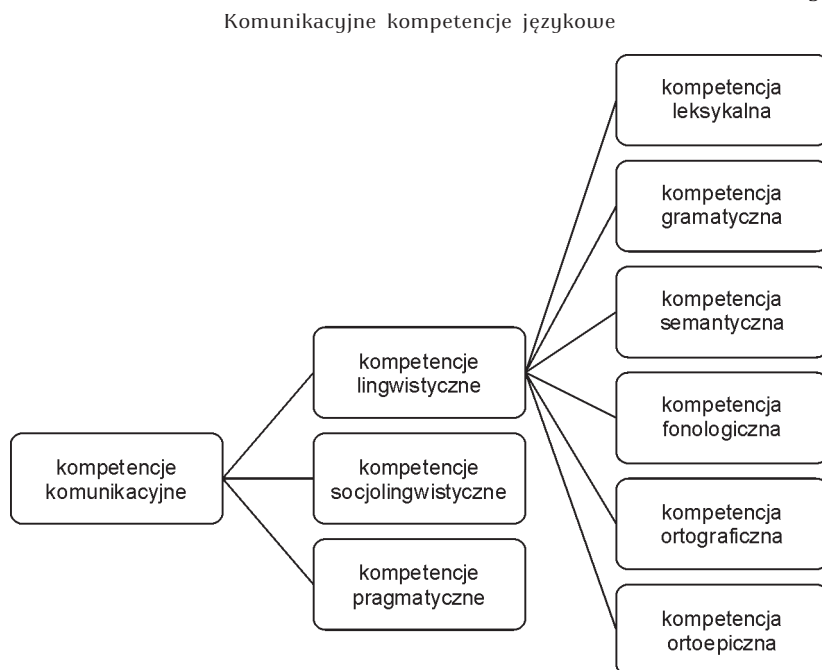 Komunikacyjne kompetencje językowe
kompetencje
komunikacyjne
kompetencje
lingwistyczne
kompetencje
socjolingwistyczne
kompetencje
pragmatyczne
kompetencja
leksykalna
kompetencja
gramatyczna
kompetencja
semantyczna
kompetencja
fonologiczna
kompetencja
ortograficzna
kompetencja
ortoepiczna